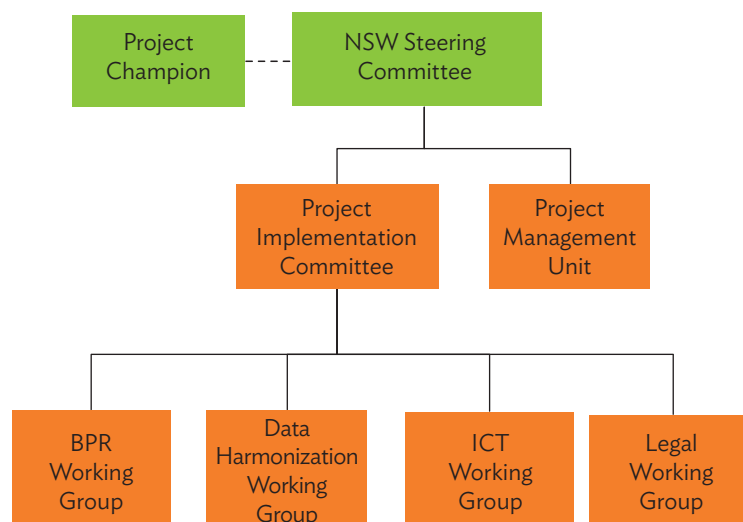 Project
Champion
NSW Steering
Committee
Project
Implementation
Committee
Project
Management
Unit
BPR
Working
Group
Data
Harmonization
Working
Group
ICT
Working
Group
Legal
Working
Group